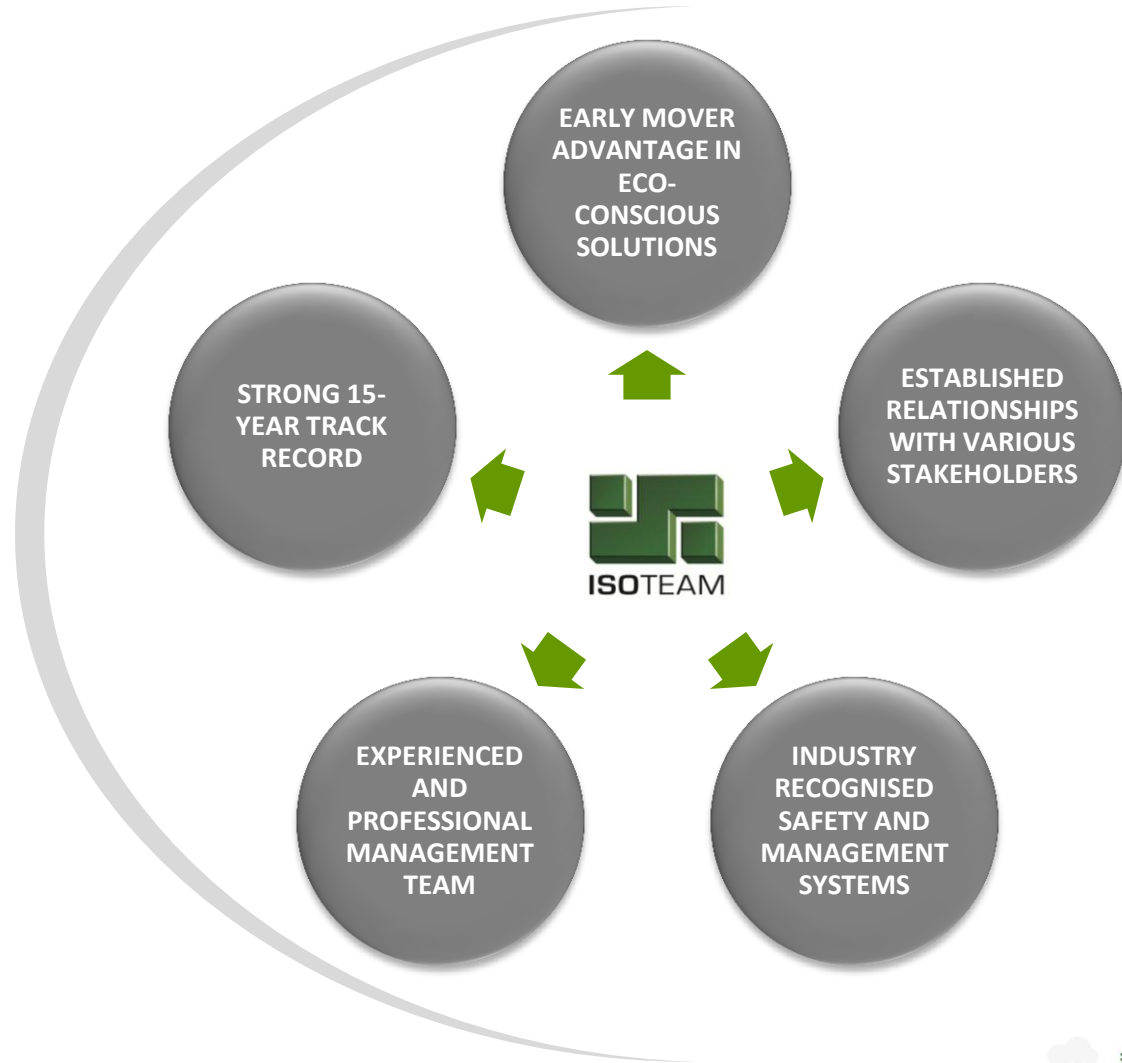 EARLY MOVER
ADVANTAGE IN
ECO-
CONSCIOUS
SOLUTIONS
STRONG 15-
YEAR TRACK
RECORD
ESTABLISHED
RELATIONSHIPS
WITH VARIOUS
STAKEHOLDERS
ISOTEAM
EXPERIENCED
AND
PROFESSIONAL
MANAGEMENT
TEAM
INDUSTRY
RECOGNISED
SAFETY AND
MANAGEMENT
SYSTEMS